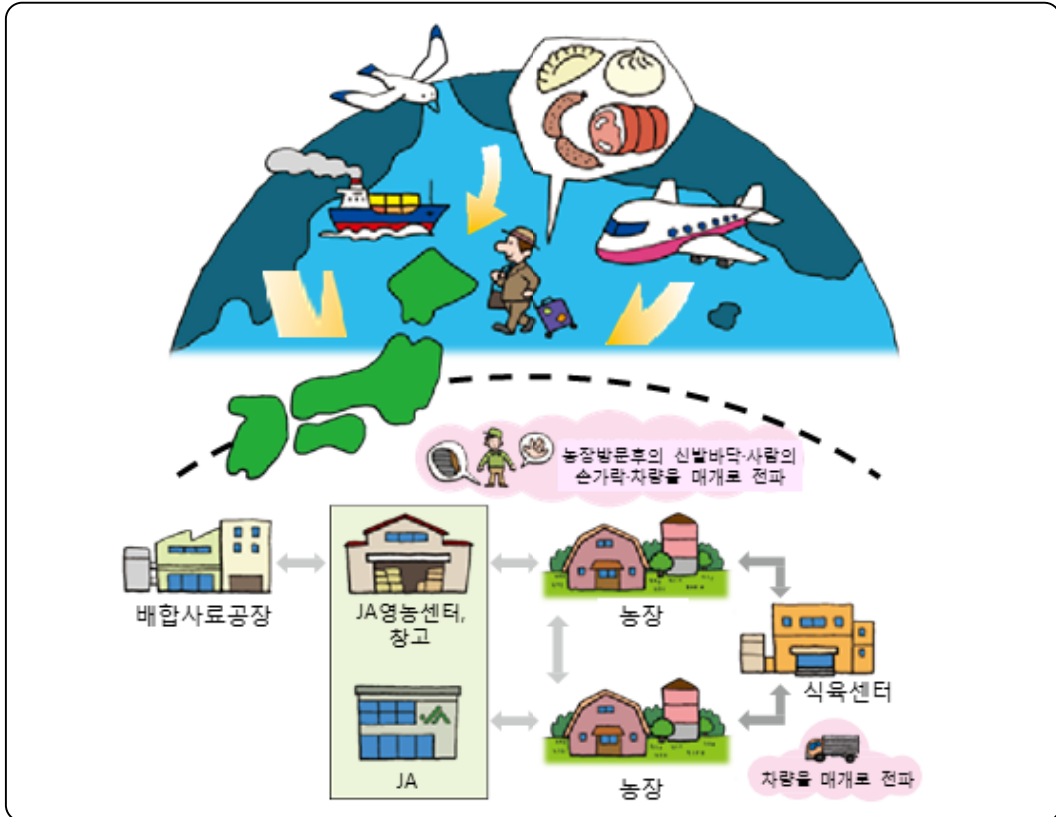 농장방문후의 신발바닥·사람의
손가락·차량을 매개로 전파
배합사료공장
JA영농센터,
창고
농장
식육센터
JA
JA
농장
차량을 매개로 전파